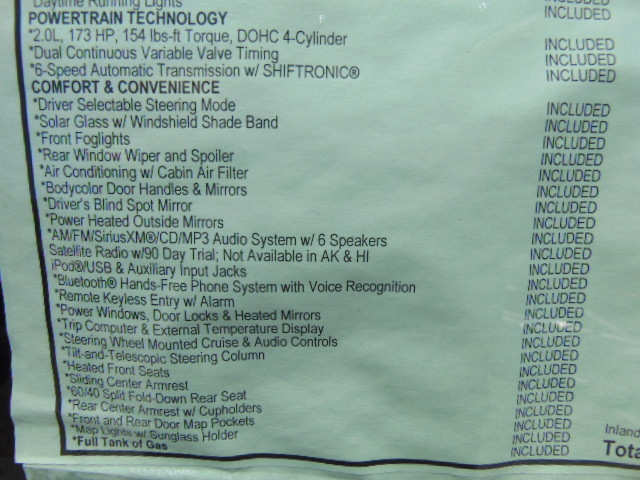 Daytime Running Lights INCLUDED
POWERTRAIN TECHNOLOGY INCLUDED
*2.0L, 173 HP, 154 lbs-ft Torque, DOHC 4-Cylinder INCLUDED
*Dual Continuous Variable Valve Timing INCLUDED
*6-Speed Automatic Transmission w/ SHIFTRONIC® INCLUDED
COMFORT & CONVENIENCE
*Driver Selectable Steering Mode INCLUDED
*Solar Glass w/ Windshield Shade Band INCLUDED
*Front Foglights INCLUDED
*Rear Window Wiper and Spoiler INCLUDED
*Air Conditioning w/ Cabin Air Filter INCLUDED
*Bodycolor Door Handles & Mirrors INCLUDED
*Driver's Blind Spot Mirror INCLUDED
*Power Heated Outside Mirrors INCLUDED
*AM/FM/SiriusXM®/CD/MP3 Audio System w/ 6 Speakers INCLUDED
Satellite Radio w/90 Day Trial; Not Available in AK & HI INCLUDED
iPod®/USB & Auxiliary Input Jacks INCLUDED
*Bluetooth® Hands-Free Phone System with Voice Recognition INCLUDED
*Remote Keyless Entry w/ Alarm INCLUDED
*Power Windows, Door Locks & Heated Mirrors INCLUDED
*Trip Computer & External Temperature Display INCLUDED
*Steering Wheel Mounted Cruise & Audio Controls INCLUDED
*Tilt-and-Telescopic Steering Column INCLUDED
*Heated Front Seats INCLUDED
*Sliding Center Armrest INCLUDED
*60/40 Split Fold-Down Rear Seat INCLUDED
*Rear Center Armrest w/ Cupholders INCLUDED
*Front and Rear Door Map Pockets INCLUDED
*Map Lights w/ Sunglass Holder INCLUDED
*Full Tank of Gas INCLUDED
Inland
Tota